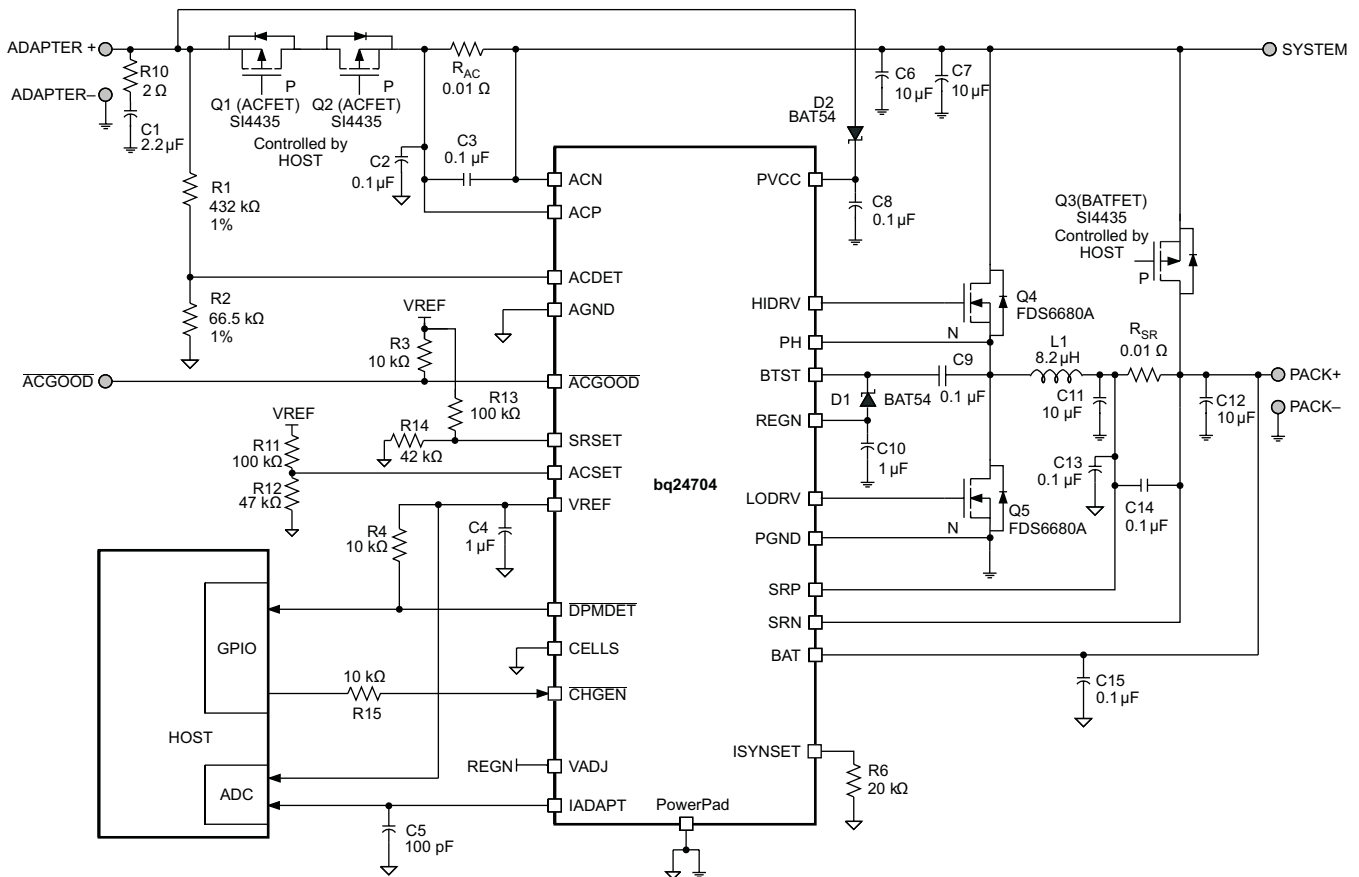 ADAPTER +
ADAPTER–
R10
2 Ω
C1
2.2 µF
P
Q1 (ACFET)
SI4435
P
Q2 (ACFET)
SI4435
Controlled by
HOST
RAC
0.01 Ω
C2
0.1 µF
C3
0.1 µF
R1
432 kΩ
1%
R2
66.5 kΩ
1%
VREF
R3
10 kΩ
ACGOOD
R13
100 kΩ
R14
42 kΩ
VREF
R11
100 kΩ
R12
47 kΩ
R4
10 kΩ
C4
1 µF
GPIO
HOST
ADC
10 kΩ
R15
REGN
C5
100 pF
ACN
ACP
ACDET
AGND
ACGOOD
SRSET
ACSET
VREF
DPMDET
CELLS
CHGEN
VADJ
IADAPT
bq24704
PowerPad
PVCC
HIDRV
PH
BTST
REGN
LODRV
PGND
SRP
SRN
BAT
ISYNSET
D2
BAT54
C8
0.1 µF
C6
10 µF
C7
10 µF
SYSTEM
Q3(BATFET)
SI4435
Controlled by
HOST
P
N
Q4
FDS6680A
L1
8.2 µH
RSR
0.01 Ω
C9
0.1 µF
D1
BAT54
C10
1 µF
C11
10 µF
C12
10 µF
PACK+
PACK–
C13
0.1 µF
C14
0.1 µF
N
Q5
FDS6680A
C15
0.1 µF
R6
20 kΩ